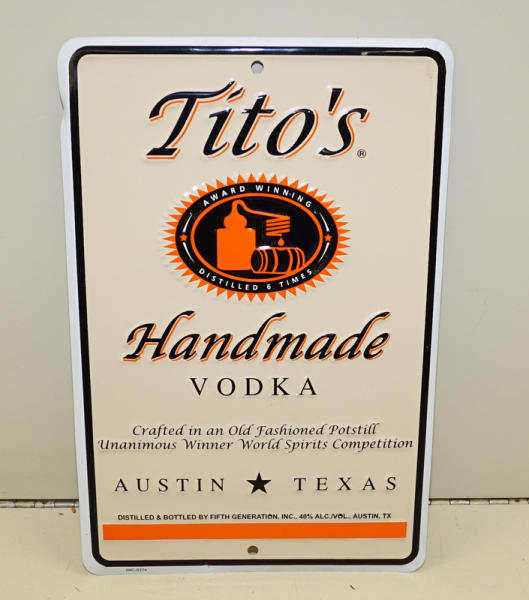 Tito's®
AWARD WINNING
DISTILLED 6 TIMES
Handmade
VODKA
Crafted in an Old Fashioned Potstill
Unanimous Winner World Spirits Competition
AUSTIN ★ TEXAS
DISTILLED & BOTTLED BY FIFTH GENERATION, INC., 40% ALC./VOL., AUSTIN, TX